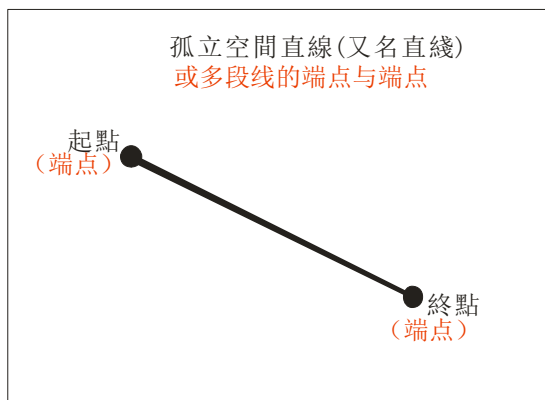 孤立空間直線(又名直綫)
或多段线的端点与端点
起點
（端点）
終點
（端点）